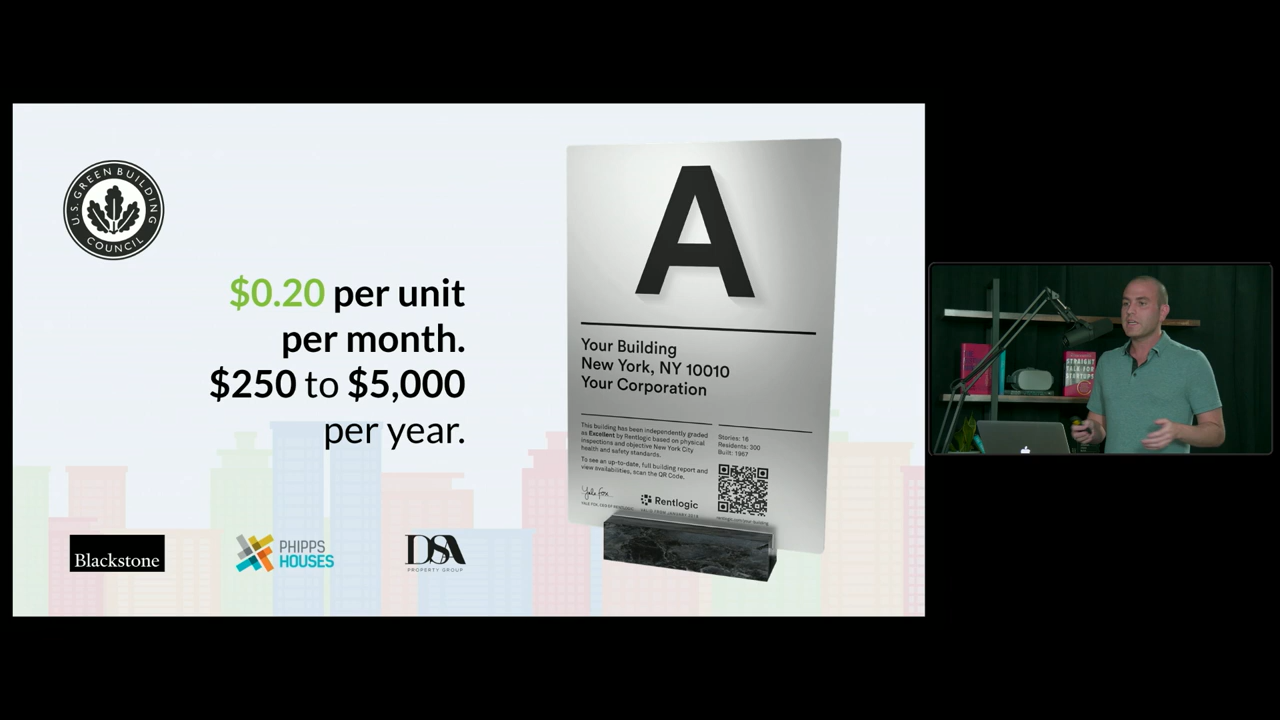 U.S. GREEN BUILDING
COUNCIL
$0.20 per unit
per month.
$250 to $5,000
per year.
Blackstone
PHIPPS
HOUSES
DSA
PROPERTY GROUP
A
Your Building
New York, NY 10010
Your Corporation
This building has been independently graded
as Excellent by Rentlogic based on physical
inspections and objective New York City
health and safety standards.
To see an up-to-date, full building report and
view availabilities, scan the QR Code.
Stories: 16
Residents: 300
Built: 1967
Yale Fox
Rentlogic
STRAIGHT
TALK FOR
STARTUPS